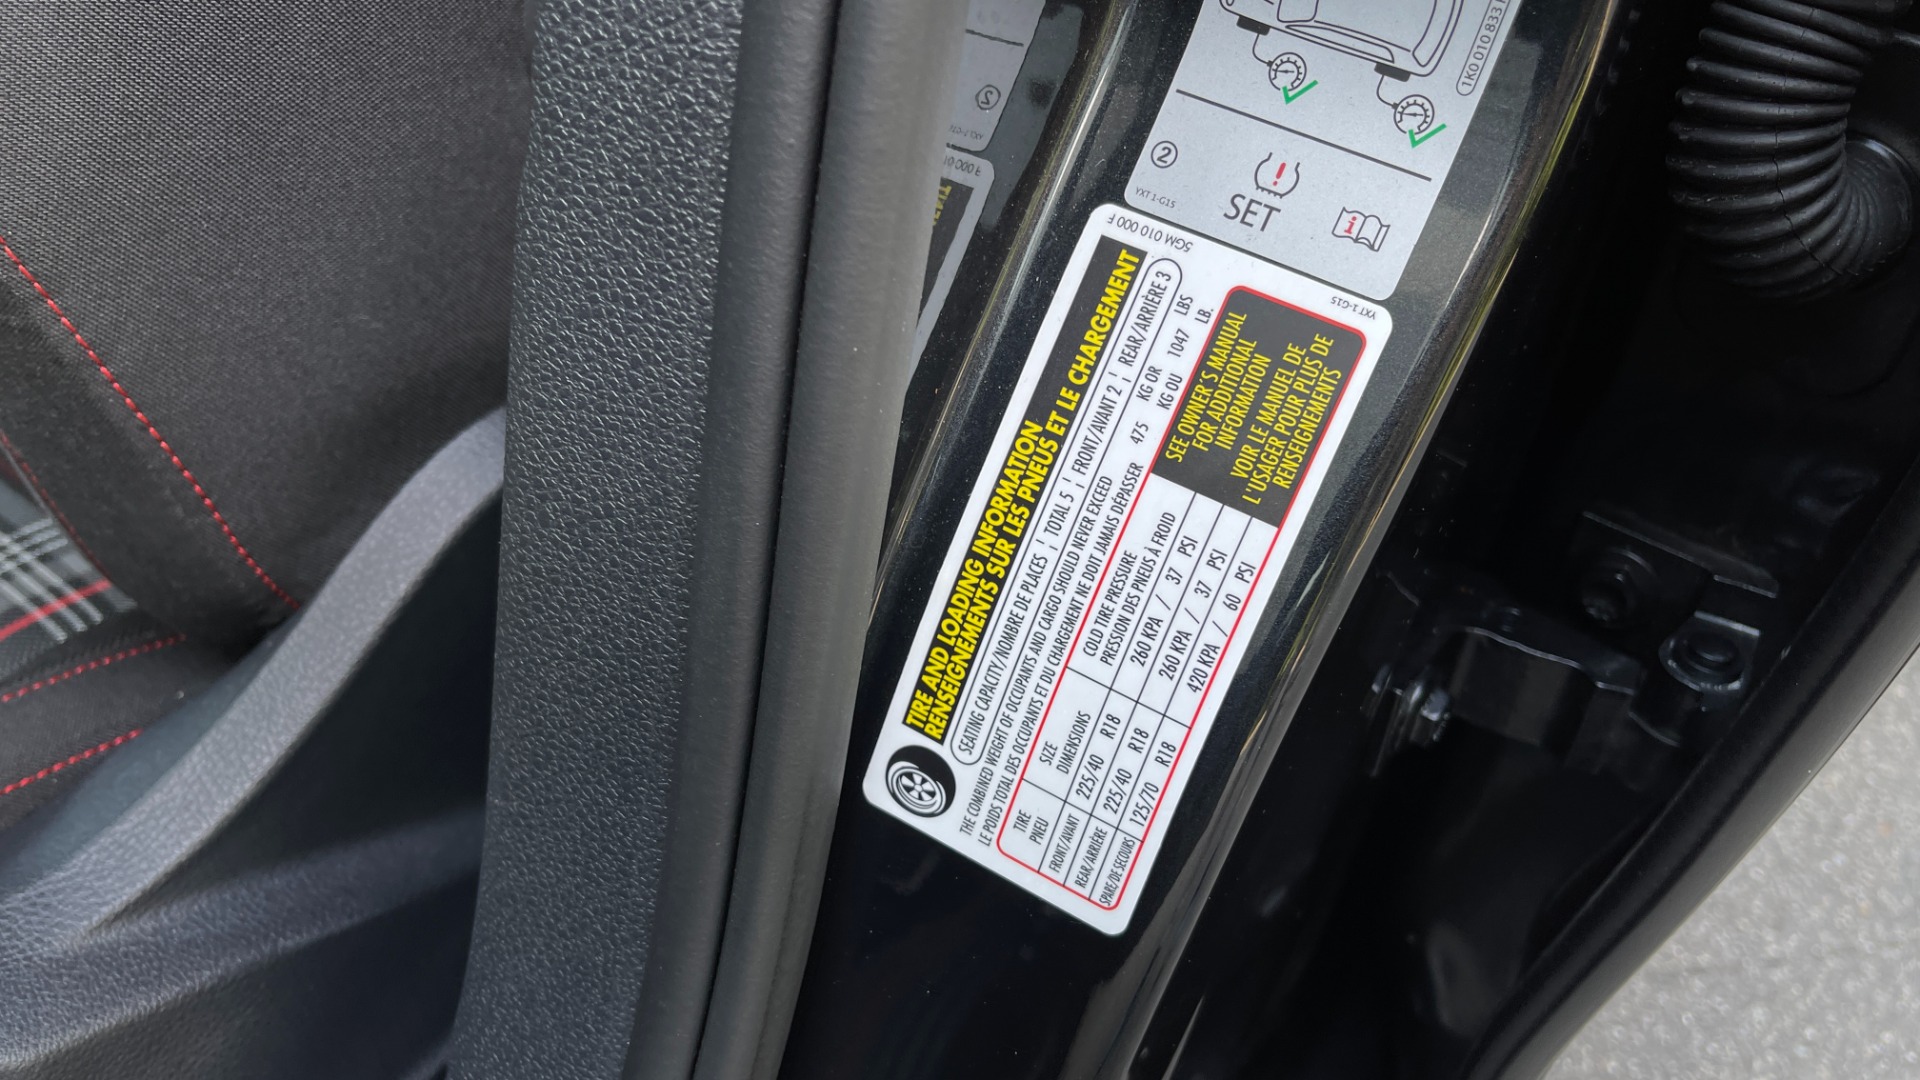 1K0 010 833
②
SET
YXT 1-G15
5GM 010 000 F
YXT 1-G15
TIRE AND LOADING INFORMATION
RENSEIGNEMENTS SUR LES PNEUS ET LE CHARGEMENT
SEATING CAPACITY/NOMBRE DE PLACES TOTAL 5 FRONT/AVANT 2 REAR/ARRIÈRE 3
THE COMBINED WEIGHT OF OCCUPANTS AND CARGO SHOULD NEVER EXCEED 475 KG OR 1047 LBS
LE POIDS TOTAL DES OCCUPANTS ET DU CHARGEMENT NE DOIT JAMAIS DÉPASSER KG OU LB.
TIRE SIZE COLD TIRE PRESSURE
PNEU DIMENSIONS PRESSION DES PNEUS À FROID
FRONT/AVANT 225/40 R18 260 KPA / 37 PSI
REAR/ARRIÈRE 225/40 R18 260 KPA / 37 PSI
SPARE/DE SECOURS 125/70 R18 420 KPA / 60 PSI
SEE OWNER'S MANUAL
FOR ADDITIONAL
INFORMATION
VOIR LE MANUEL DE
L'USAGER POUR PLUS DE
RENSEIGNEMENTS